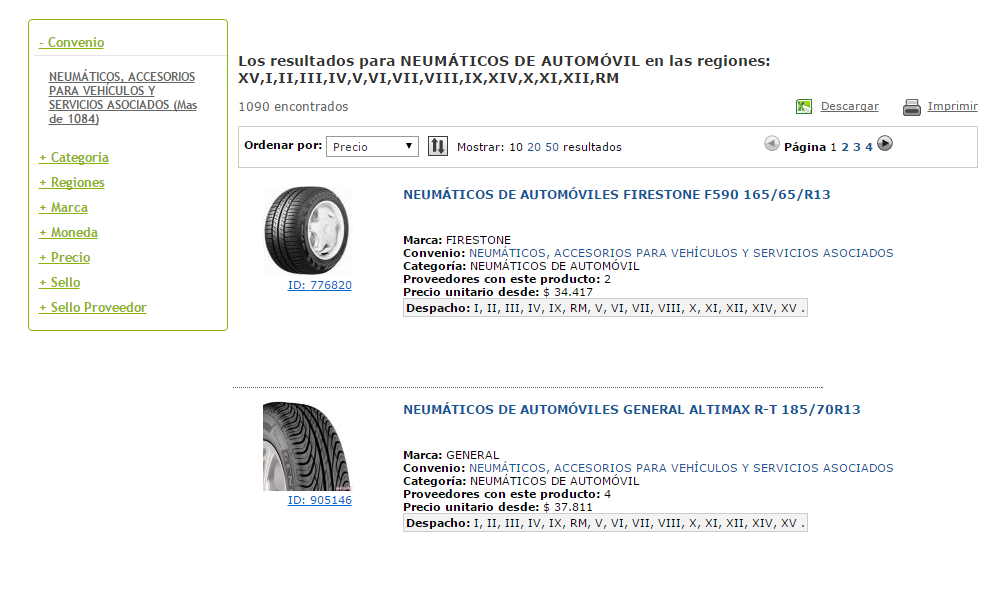 - Convenio
NEUMÁTICOS, ACCESORIOS
PARA VEHÍCULOS Y
SERVICIOS ASOCIADOS (Mas
de 1084)
+ Categoria
+ Regiones
+ Marca
+ Moneda
+ Precio
+ Sello
+ Sello Proveedor
Los resultados para NEUMÁTICOS DE AUTOMÓVIL en las regiones:
XV,I,II,III,IV,V,VI,VII,VIII,IX,XIV,X,XI,XII,RM
1090 encontrados
Descargar
Imprimir
Ordenar por: Precio Mostrar: 10 20 50 resultados Página 1 2 3 4
NEUMÁTICOS DE AUTOMÓVILES FIRESTONE F590 165/65/R13
Marca: FIRESTONE
Convenio: NEUMÁTICOS, ACCESORIOS PARA VEHÍCULOS Y SERVICIOS ASOCIADOS
Categoría: NEUMÁTICOS DE AUTOMÓVIL
Proveedores con este producto: 2
ID: 776820
Precio unitario desde: $ 34.417
Despacho: I, II, III, IV, IX, RM, V, VI, VII, VIII, X, XI, XII, XIV, XV .
NEUMÁTICOS DE AUTOMÓVILES GENERAL ALTIMAX R-T 185/70R13
Marca: GENERAL
Convenio: NEUMÁTICOS, ACCESORIOS PARA VEHÍCULOS Y SERVICIOS ASOCIADOS
Categoría: NEUMÁTICOS DE AUTOMÓVIL
Proveedores con este producto: 4
ID: 905146
Precio unitario desde: $ 37.811
Despacho: I, II, III, IV, IX, RM, V, VI, VII, VIII, X, XI, XII, XIV, XV .